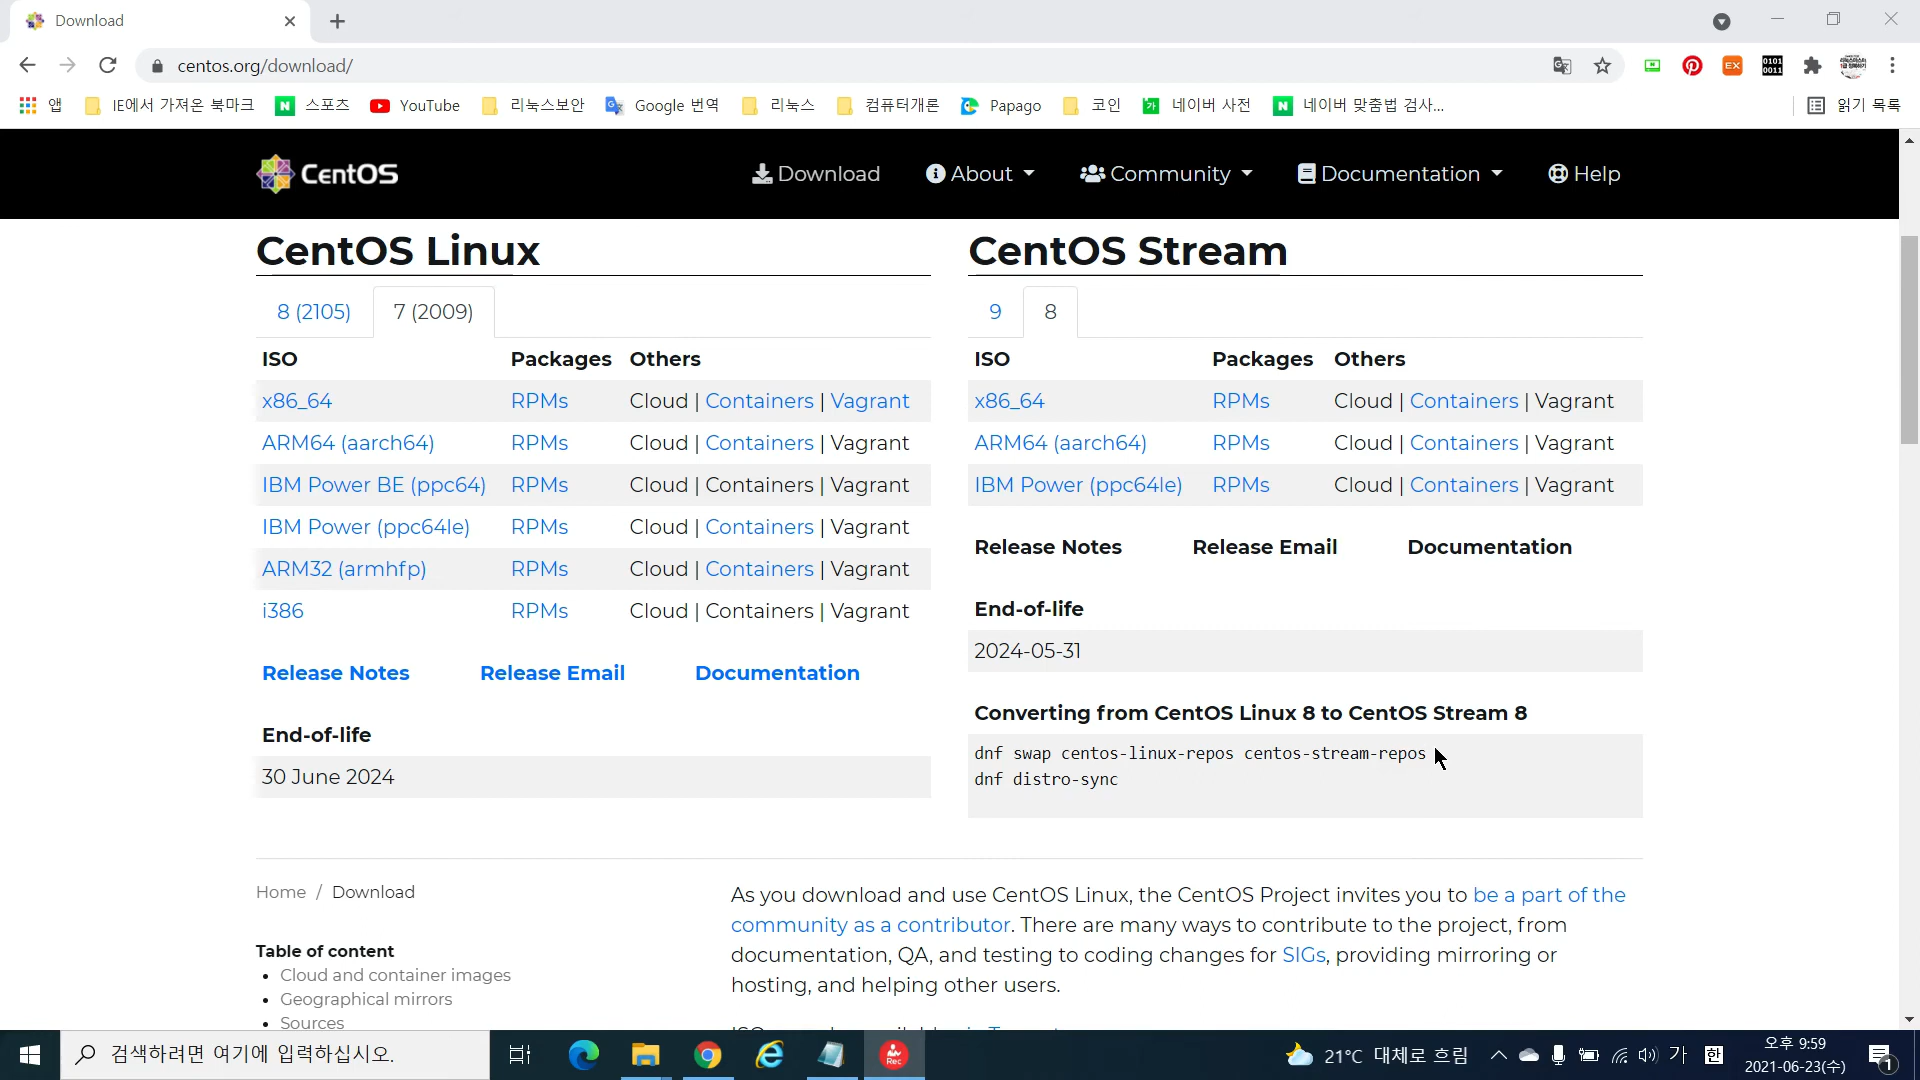 Download
centos.org/download/
앱
IE에서 가져온 북마크
스포츠
YouTube
리눅스보안
Google 번역
리눅스
컴퓨터개론
Papago
코인
네이버 사전
네이버 맞춤법 검사...
읽기 목록
CentOS
Download
About
Community
Documentation
Help
CentOS Linux
8 (2105)
7 (2009)
ISO Packages Others
x86_64 RPMs Cloud | Containers | Vagrant
ARM64 (aarch64) RPMs Cloud | Containers | Vagrant
IBM Power BE (ppc64) RPMs Cloud | Containers | Vagrant
IBM Power (ppc64le) RPMs Cloud | Containers | Vagrant
ARM32 (armhfp) RPMs Cloud | Containers | Vagrant
i386 RPMs Cloud | Containers | Vagrant
Release Notes Release Email Documentation
End-of-life
30 June 2024
CentOS Stream
9
8
ISO Packages Others
x86_64 RPMs Cloud | Containers | Vagrant
ARM64 (aarch64) RPMs Cloud | Containers | Vagrant
IBM Power (ppc64le) RPMs Cloud | Containers | Vagrant
Release Notes Release Email Documentation
End-of-life
2024-05-31
Converting from CentOS Linux 8 to CentOS Stream 8
dnf swap centos-linux-repos centos-stream-repos
dnf distro-sync
Home / Download
Table of content
Cloud and container images
Geographical mirrors
Sources
As you download and use CentOS Linux, the CentOS Project invites you to be a part of the
community as a contributor. There are many ways to contribute to the project, from
documentation, QA, and testing to coding changes for SIGs, providing mirroring or
hosting, and helping other users.
검색하려면 여기에 입력하십시오.
Rec
21°C 대체로 흐림
가
한
오후 9:59
2021-06-23(수)
1